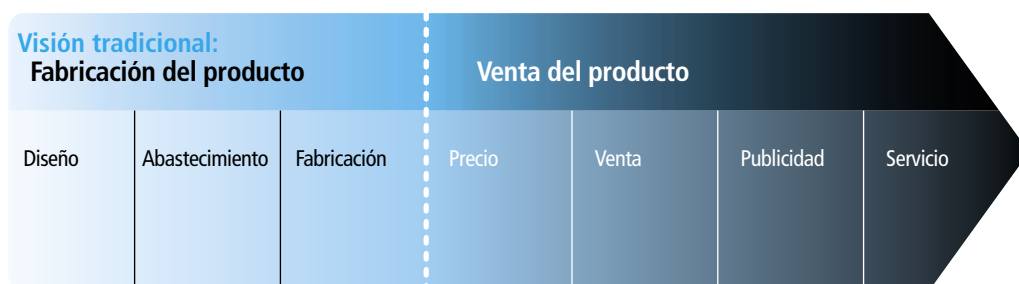 Visión tradicional:
Fabricación del producto
Venta del producto
Diseño
Abastecimiento
Fabricación
Precio
Venta
Publicidad
Servicio